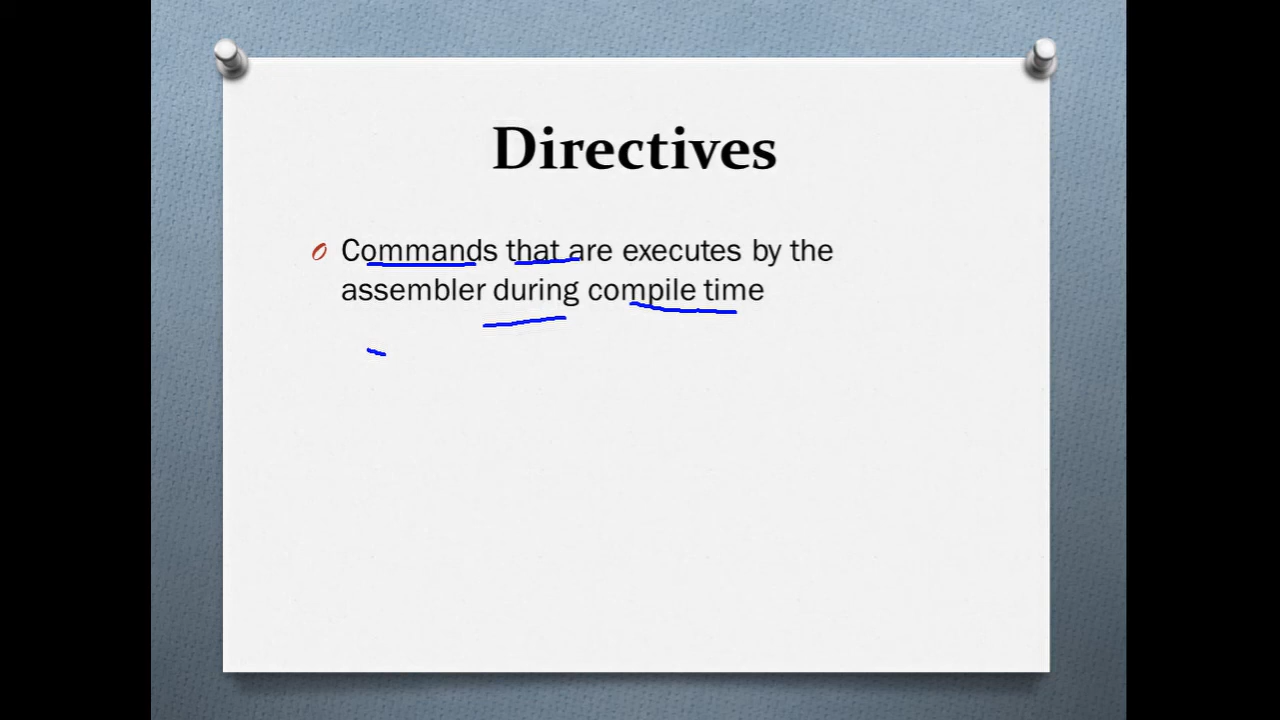 Directives
Commands that are executes by the
assembler during compile time